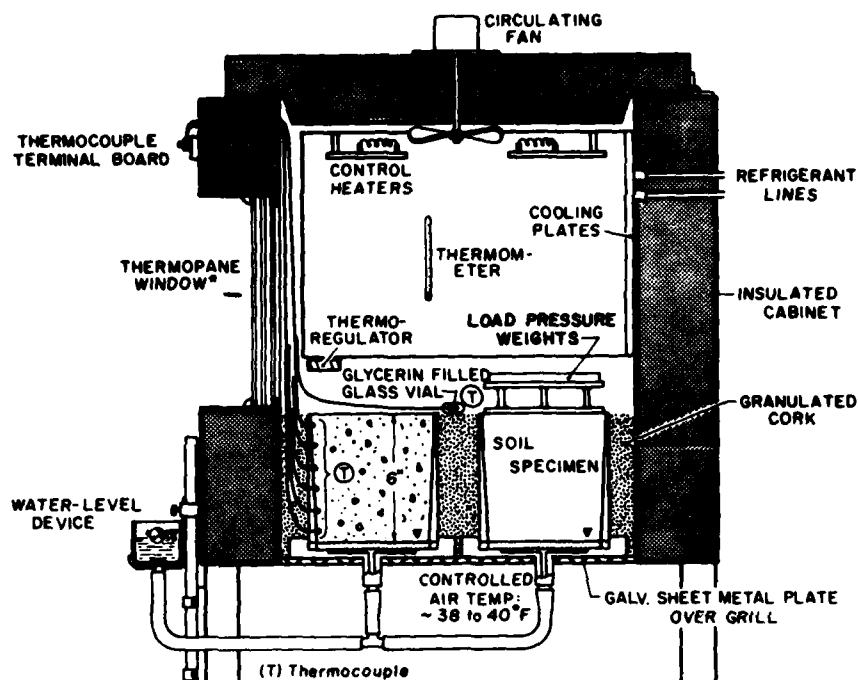 CIRCULATING
FAN
THERMOCOUPLE
TERMINAL BOARD
CONTROL
HEATERS
REFRIGERANT
LINES
COOLING
PLATES
THERMOM-
ETER
THERMOPANE
WINDOW*
INSULATED
CABINET
THERMO-
REGULATOR
LOAD PRESSURE
WEIGHTS
GLYCERIN FILLED
GLASS VIAL
T
GRANULATED
CORK
SOIL
SPECIMEN
T
6"
WATER-LEVEL
DEVICE
CONTROLLED
AIR TEMP:
~ 38 to 40°F
GALV. SHEET METAL PLATE
OVER GRILL
(T) Thermocouple